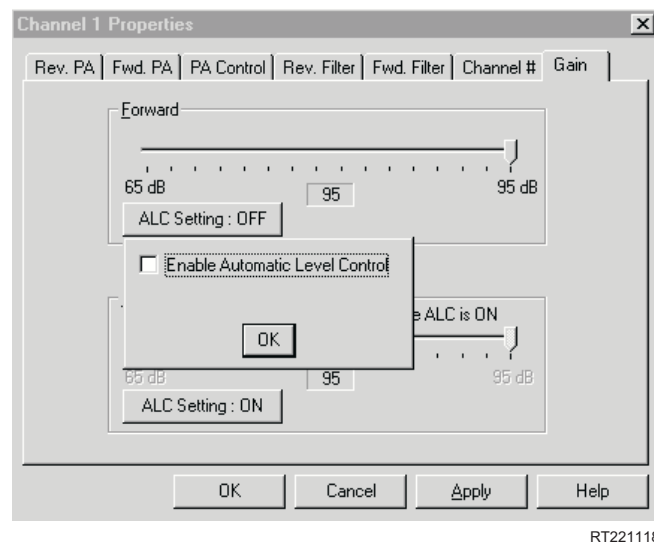 Channel 1 Properties
Rev. PA Fwd. PA PA Control Rev. Filter Fwd. Filter Channel # Gain
Forward
65 dB 95 95 dB
ALC Setting : OFF
Enable Automatic Level Control
ALC is ON
OK
65 dB 95 95 dB
ALC Setting : ON
OK Cancel Apply Help
RT221118